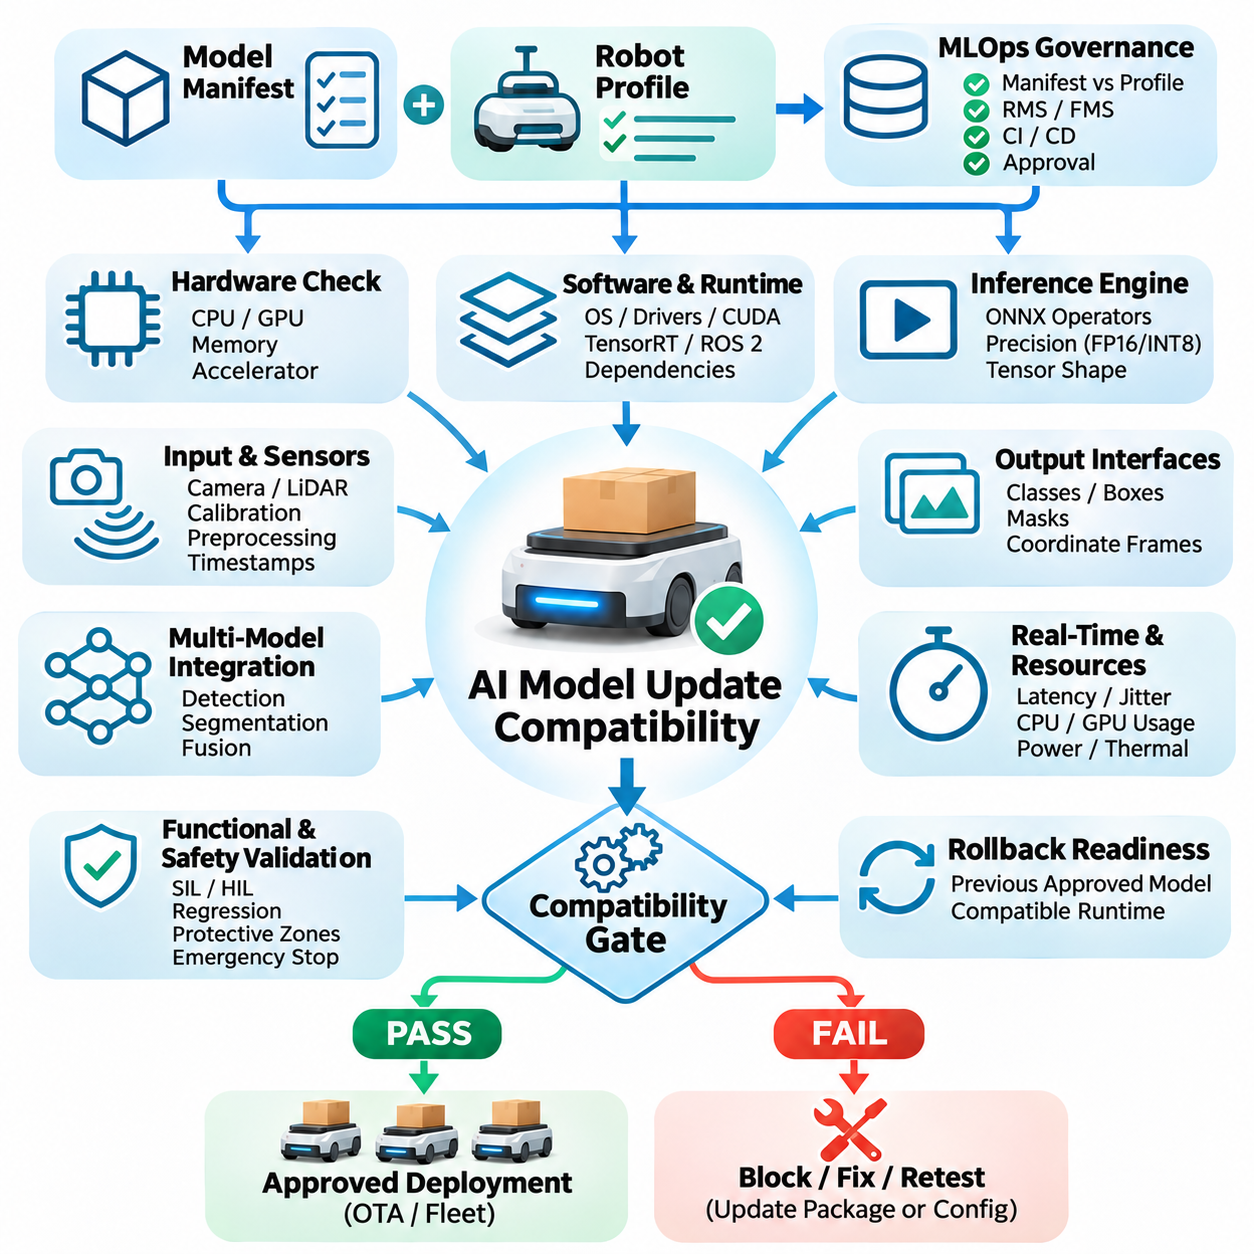 Model
Manifest
Robot
Profile
MLOps Governance
Manifest vs Profile
RMS / FMS
CI / CD
Approval
Hardware Check
CPU / GPU
Memory
Accelerator
Software & Runtime
OS / Drivers / CUDA
TensorRT / ROS 2
Dependencies
Inference Engine
ONNX Operators
Precision (FP16/INT8)
Tensor Shape
Input & Sensors
Camera / LiDAR
Calibration
Preprocessing
Timestamps
Output Interfaces
Classes / Boxes
Masks
Coordinate Frames
Multi-Model
Integration
Detection
Segmentation
Fusion
AI Model Update
Compatibility
Real-Time &
Resources
Latency / Jitter
CPU / GPU Usage
Power / Thermal
Functional &
Safety Validation
SIL / HIL
Regression
Protective Zones
Emergency Stop
Compatibility
Gate
Rollback Readiness
Previous Approved Model
Compatible Runtime
PASS
FAIL
Approved Deployment
(OTA / Fleet)
Block / Fix / Retest
(Update Package or Config)